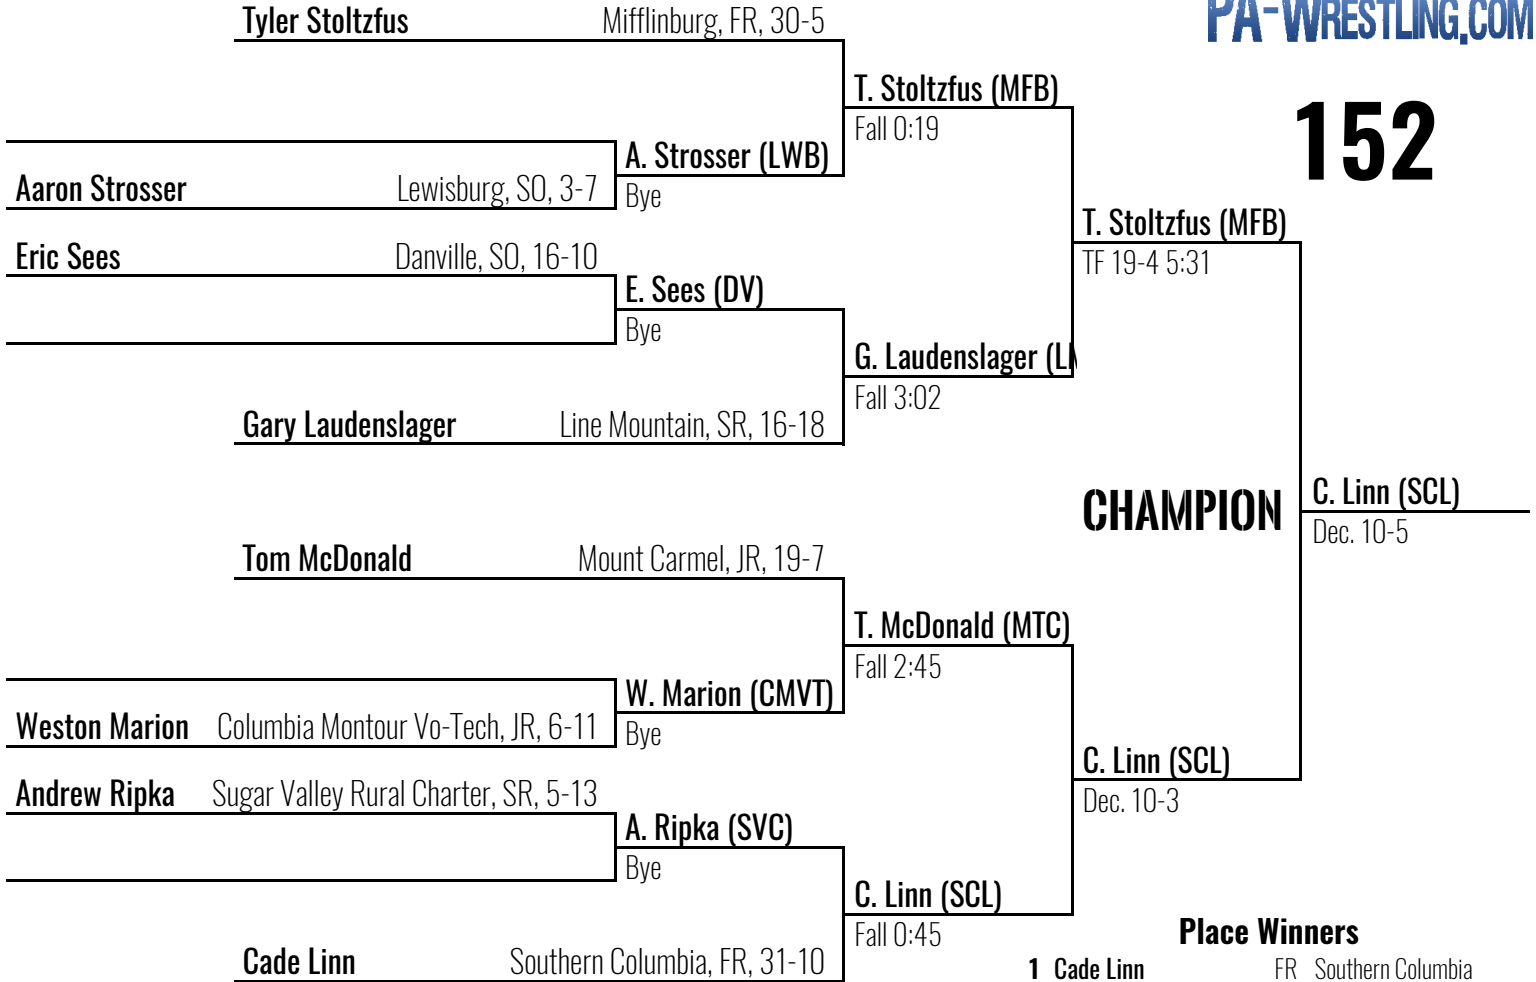 PA-WRESTLING.COM
152
Tyler Stoltzfus Mifflinburg, FR, 30-5
T. Stoltzfus (MFB)
Fall 0:19
A. Strosser (LWB)
Aaron Strosser Lewisburg, SO, 3-7
Bye
T. Stoltzfus (MFB)
TF 19-4 5:31
Eric Sees Danville, SO, 16-10
E. Sees (DV)
Bye
G. Laudenslager (LM
Fall 3:02
Gary Laudenslager Line Mountain, SR, 16-18
CHAMPION
C. Linn (SCL)
Dec. 10-5
Tom McDonald Mount Carmel, JR, 19-7
T. McDonald (MTC)
Fall 2:45
W. Marion (CMVT)
Weston Marion Columbia Montour Vo-Tech, JR, 6-11
Bye
C. Linn (SCL)
Dec. 10-3
Andrew Ripka Sugar Valley Rural Charter, SR, 5-13
A. Ripka (SVC)
Bye
C. Linn (SCL)
Fall 0:45
Cade Linn Southern Columbia, FR, 31-10
Place Winners
1 Cade Linn FR Southern Columbia